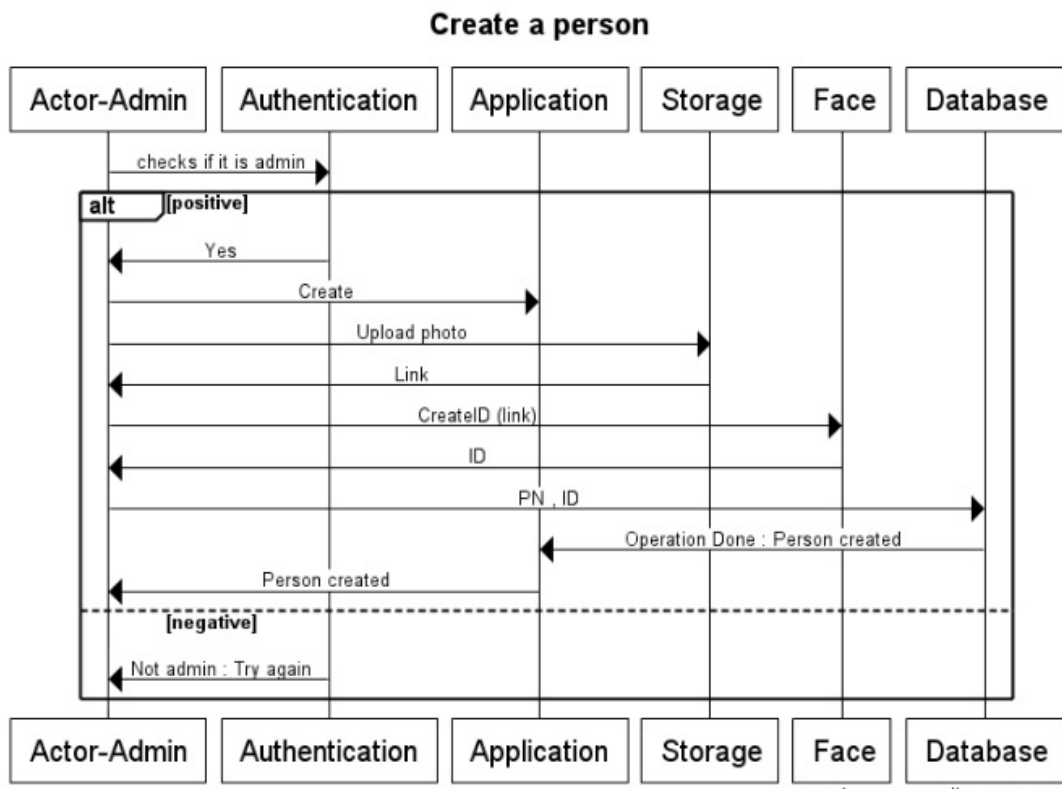 Create a person
Actor-Admin Authentication Application Storage Face Database
checks if it is admin
alt [positive]
Yes
Create
Upload photo
Link
CreateID (link)
ID
PN , ID
Operation Done : Person created
Person created
[negative]
Not admin : Try again
Actor-Admin Authentication Application Storage Face Database